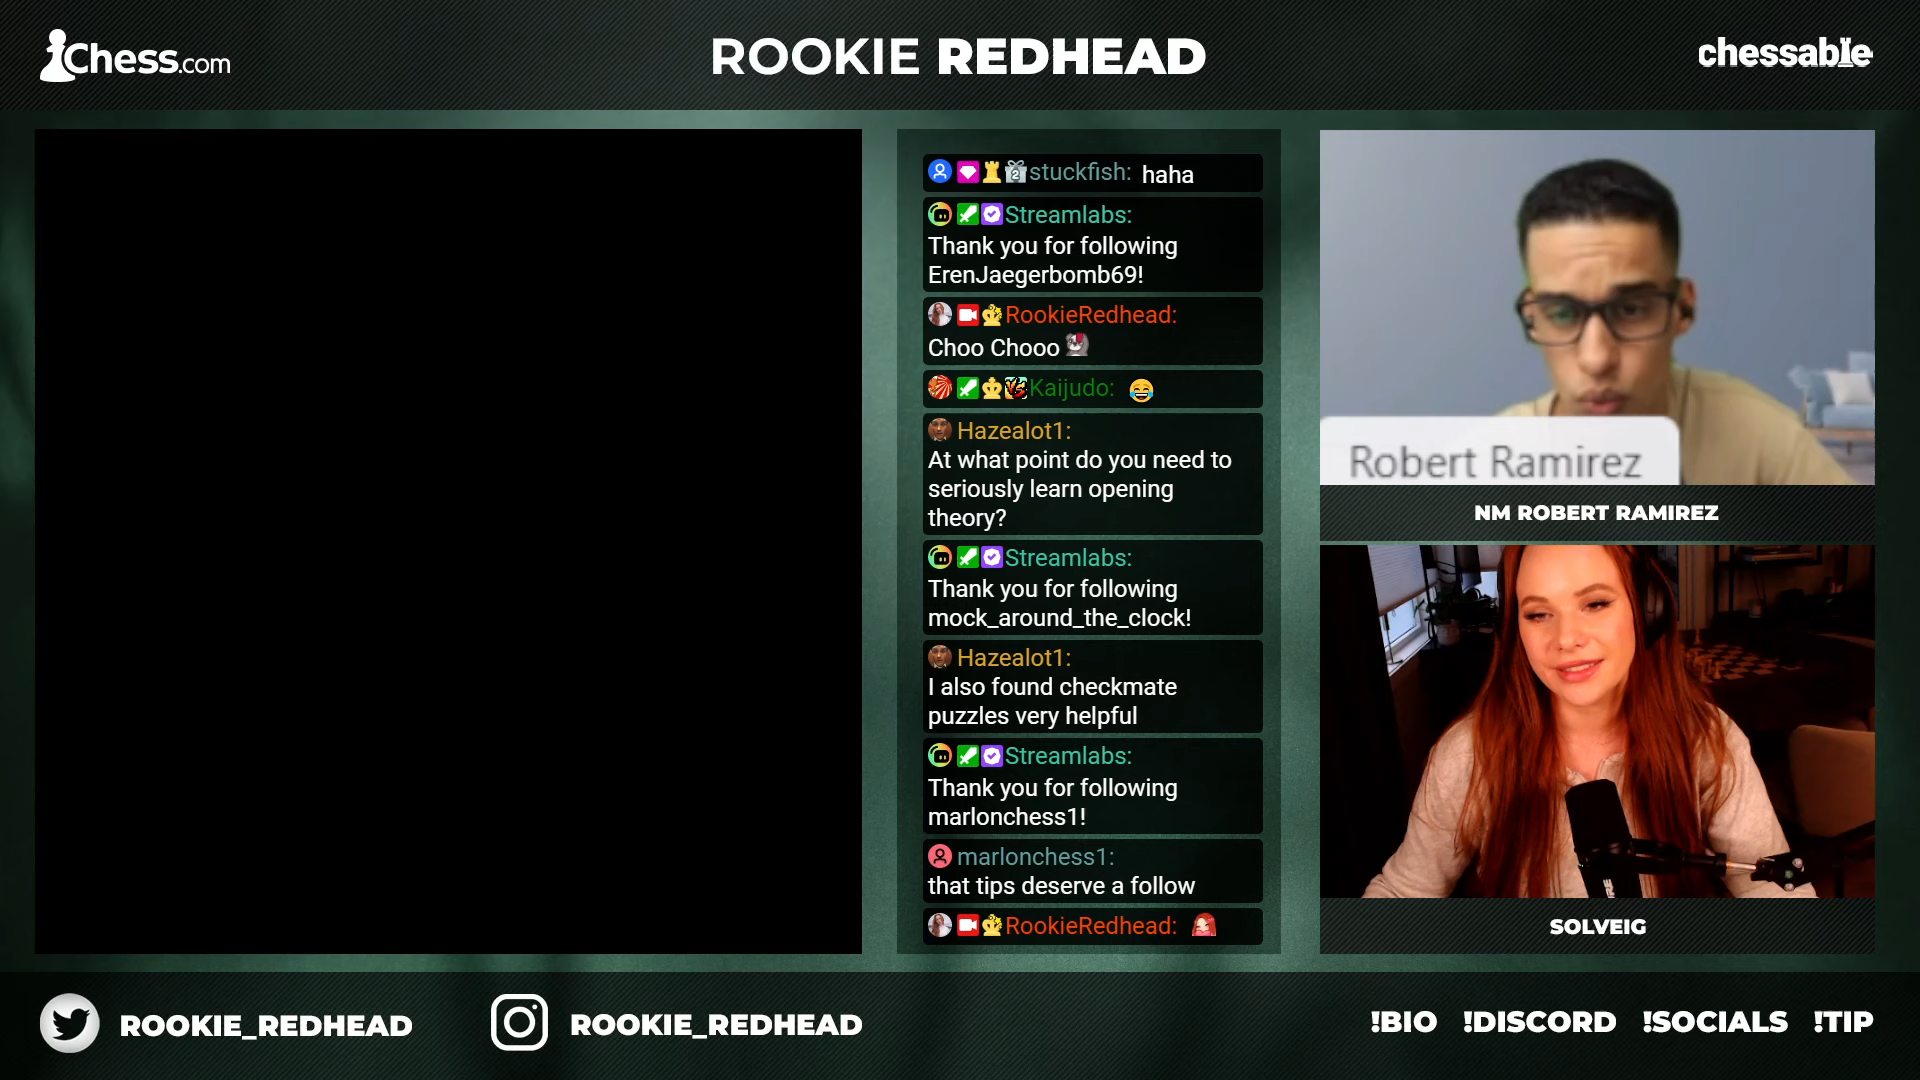 Chess.com
ROOKIE REDHEAD
chessable
stuckfish: haha
Streamlabs:
Thank you for following
ErenJaegerbomb69!
RookieRedhead:
Choo Chooo
Kaijudo:
Hazealot1:
At what point do you need to
seriously learn opening
theory?
Streamlabs:
Thank you for following
mock_around_the_clock!
Hazealot1:
I also found checkmate
puzzles very helpful
Streamlabs:
Thank you for following
marlonchess1!
marlonchess1:
that tips deserve a follow
RookieRedhead:
Robert Ramirez
NM ROBERT RAMIREZ
SOLVEIG
ROOKIE_REDHEAD
ROOKIE_REDHEAD
!BIO !DISCORD !SOCIALS !TIP